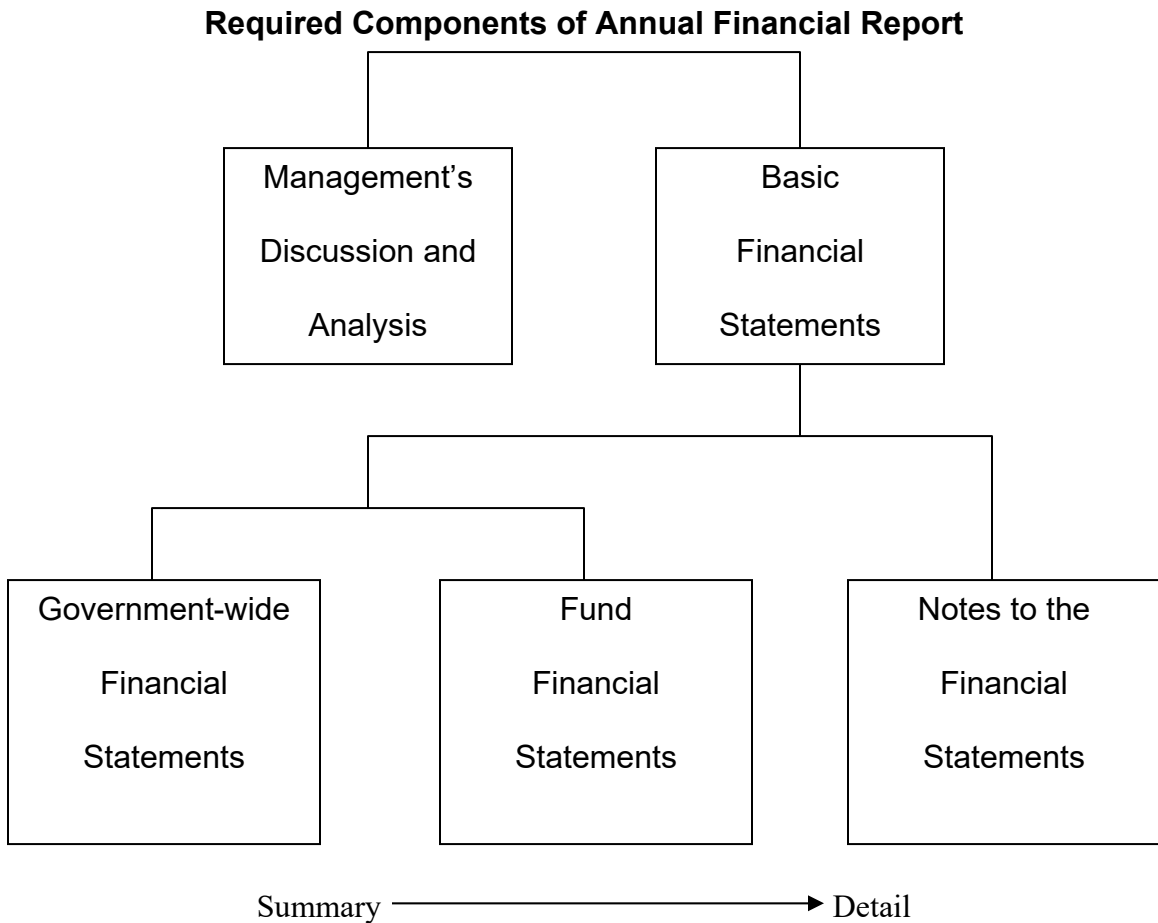 Required Components of Annual Financial Report
Management’s
Discussion and
Analysis
Basic
Financial
Statements
Government-wide
Financial
Statements
Fund
Financial
Statements
Notes to the
Financial
Statements
Summary
Detail